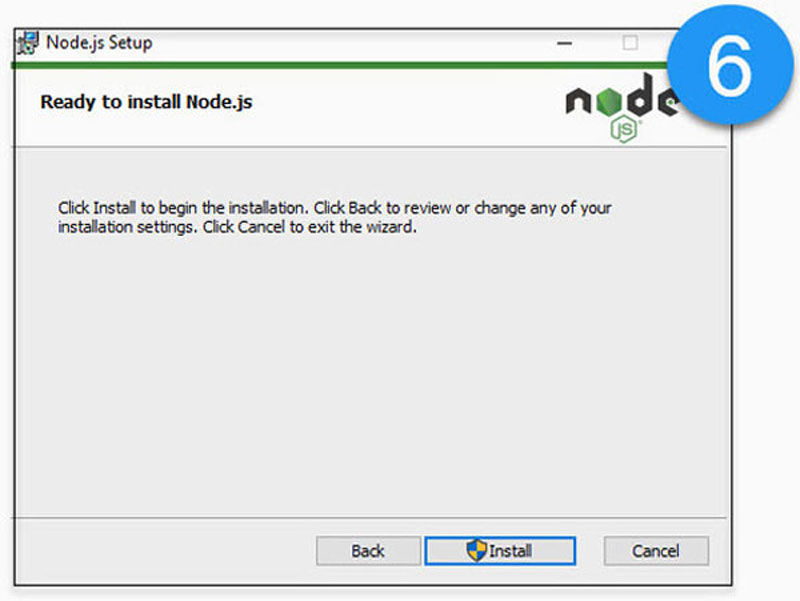 Node.js Setup
6
Ready to install Node.js
node
JS
Click Install to begin the installation. Click Back to review or change any of your
installation settings. Click Cancel to exit the wizard.
Back
Install
Cancel